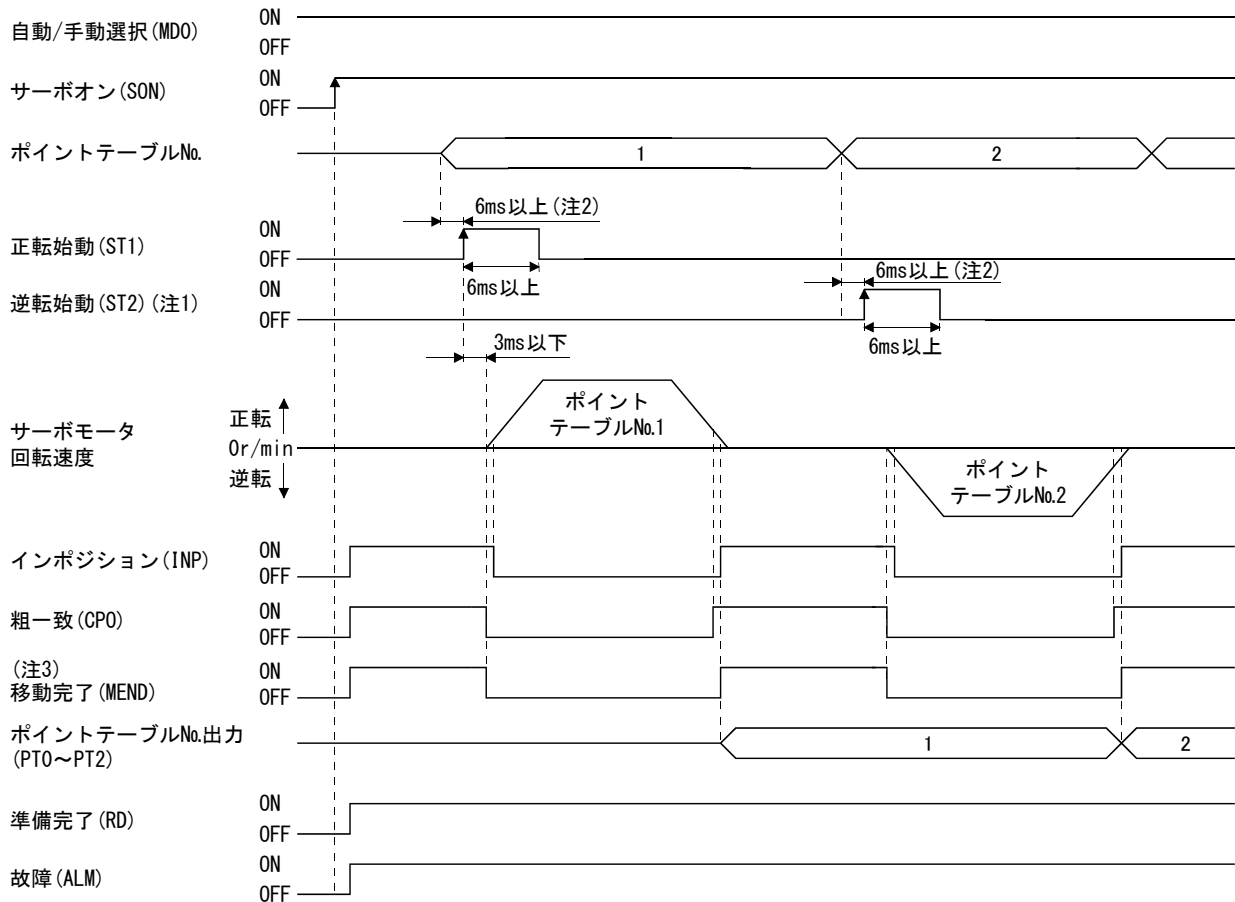 自動/手動選択(MD0)
ON
OFF
サーボオン(SON)
ON
OFF
ポイントテーブルNo.
1
2
6ms以上(注2)
正転始動(ST1)
ON
OFF
6ms以上
6ms以上(注2)
逆転始動(ST2)(注1)
ON
OFF
3ms以下
6ms以上
サーボモータ
回転速度
正転
0r/min
逆転
ポイント
テーブルNo.1
ポイント
テーブルNo.2
インポジション(INP)
ON
OFF
粗一致(CPO)
ON
OFF
(注3)
移動完了(MEND)
ON
OFF
ポイントテーブルNo.出力
(PT0～PT2)
1
2
準備完了(RD)
ON
OFF
故障(ALM)
ON
OFF